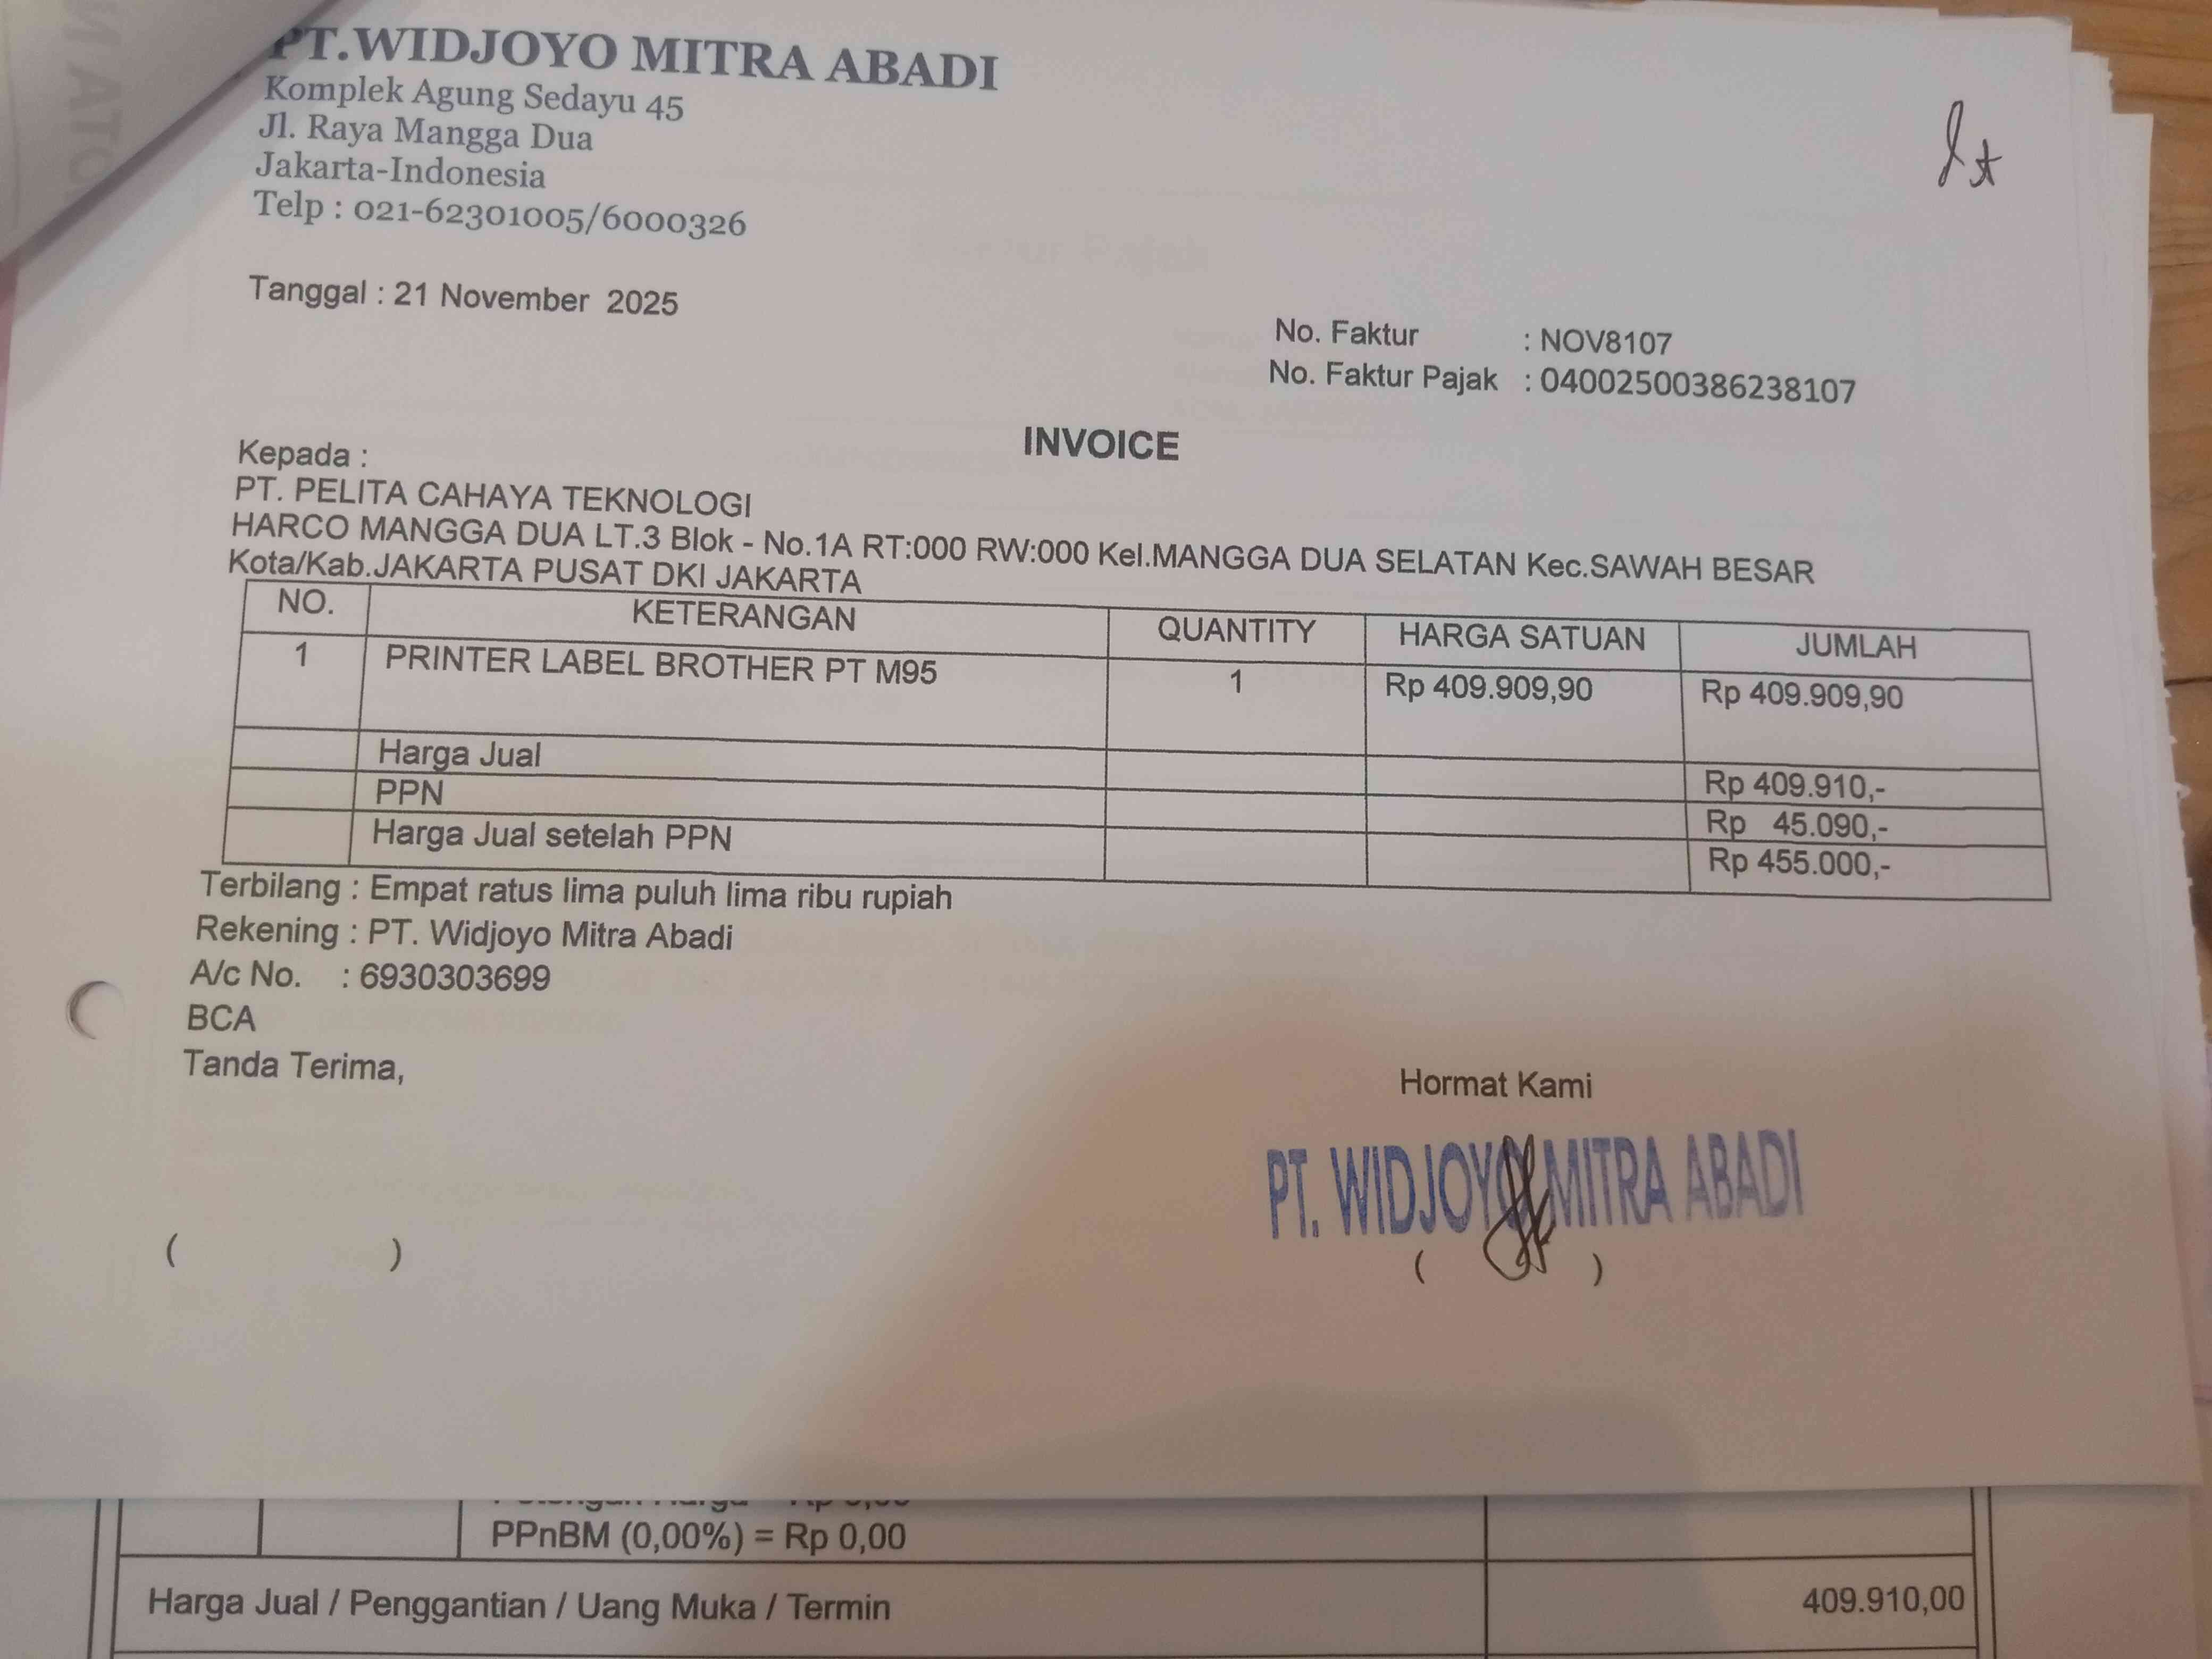 PT.WIDJOYO MITRA ABADI
Komplek Agung Sedayu 45
Jl. Raya Mangga Dua
Jakarta-Indonesia
Telp : 021-62301005/6000326
Tanggal : 21 November 2025
No. Faktur : NOV8107
No. Faktur Pajak : 04002500386238107
INVOICE
Kepada :
PT. PELITA CAHAYA TEKNOLOGI
HARCO MANGGA DUA LT.3 Blok - No.1A RT:000 RW:000 Kel.MANGGA DUA SELATAN Kec.SAWAH BESAR
Kota/Kab.JAKARTA PUSAT DKI JAKARTA
NO. KETERANGAN QUANTITY HARGA SATUAN JUMLAH
1 PRINTER LABEL BROTHER PT M95 1 Rp 409.909,90 Rp 409.909,90
Harga Jual Rp 409.910,-
PPN Rp 45.090,-
Harga Jual setelah PPN Rp 455.000,-
Terbilang : Empat ratus lima puluh lima ribu rupiah
Rekening : PT. Widjoyo Mitra Abadi
A/c No. : 6930303699
BCA
Tanda Terima,
Hormat Kami
PT. WIDJOYO MITRA ABADI
( ) ( )
PPnBM (0,00%) = Rp 0,00
Harga Jual / Penggantian / Uang Muka / Termin 409.910,00